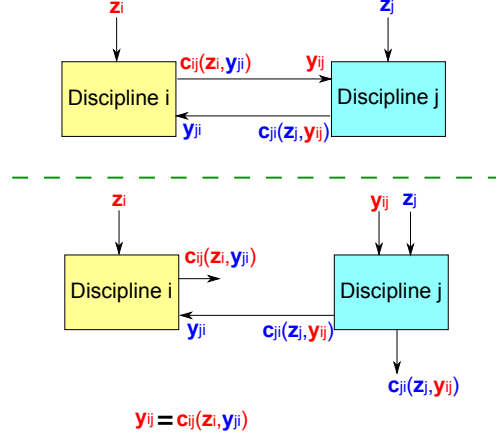 zi zj
cij(zi,yji) yij
Discipline i Discipline j
yji cji(zj,yij)
zi yij zj
cij(zi,yji)
Discipline i Discipline j
yji cji(zj,yij)
cji(zj,yij)
yij = cij(zi,yji)